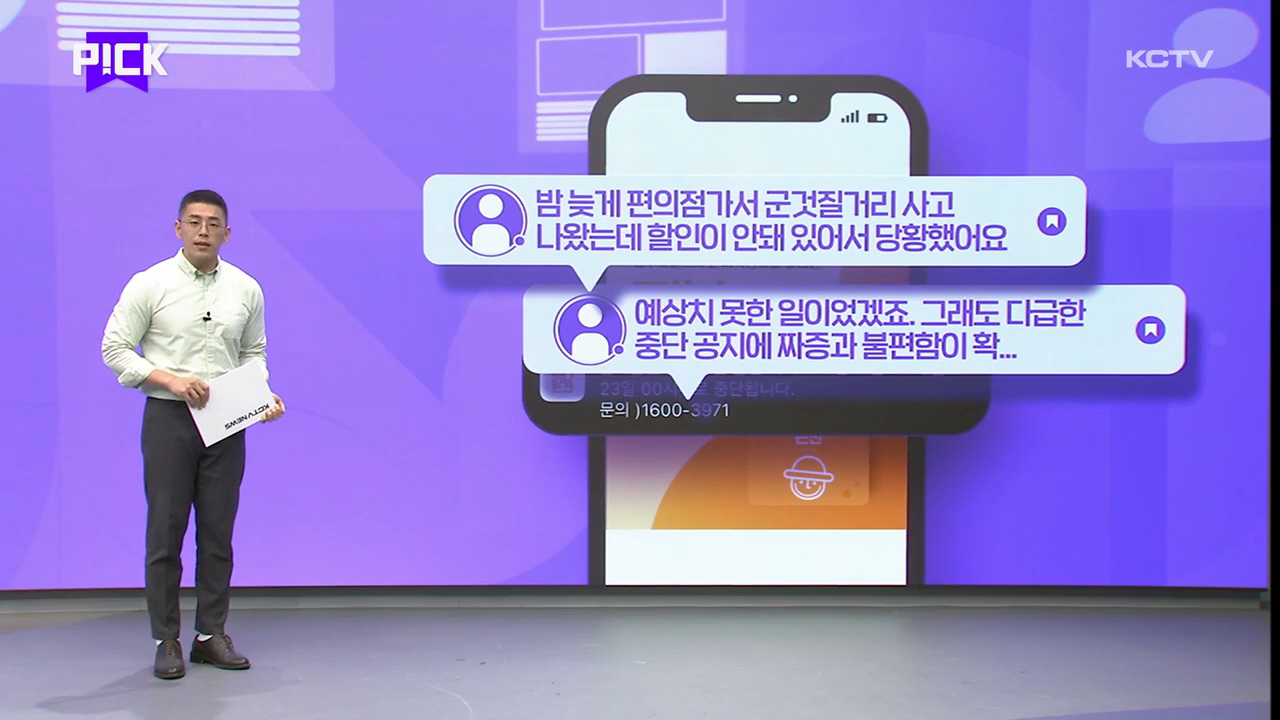 PICK
KCTV
밤 늦게 편의점가서 군것질거리 사고
나왔는데 할인이 안돼 있어서 당황했어요
예상치 못한 일이었겠죠. 그래도 다급한
중단 공지에 짜증과 불편함이 확...
23일 00시 중단됩니다.
문의 )1600-3971
KCTV NEWS